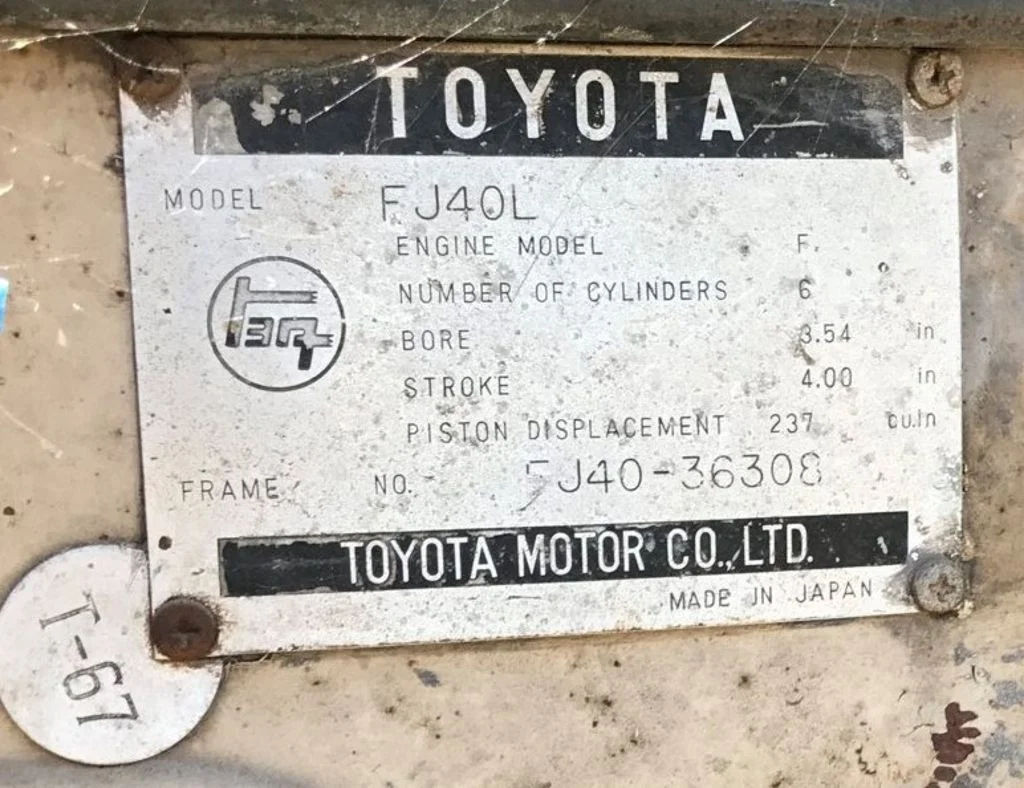 TOYOTA
MODEL FJ40L
ENGINE MODEL F.
NUMBER OF CYLINDERS 6
BORE 3.54 in
STROKE 4.00 in
PISTON DISPLACEMENT 237 cu.in
FRAME NO. FJ40-36308
TOYOTA MOTOR CO., LTD.
MADE IN JAPAN
T-67